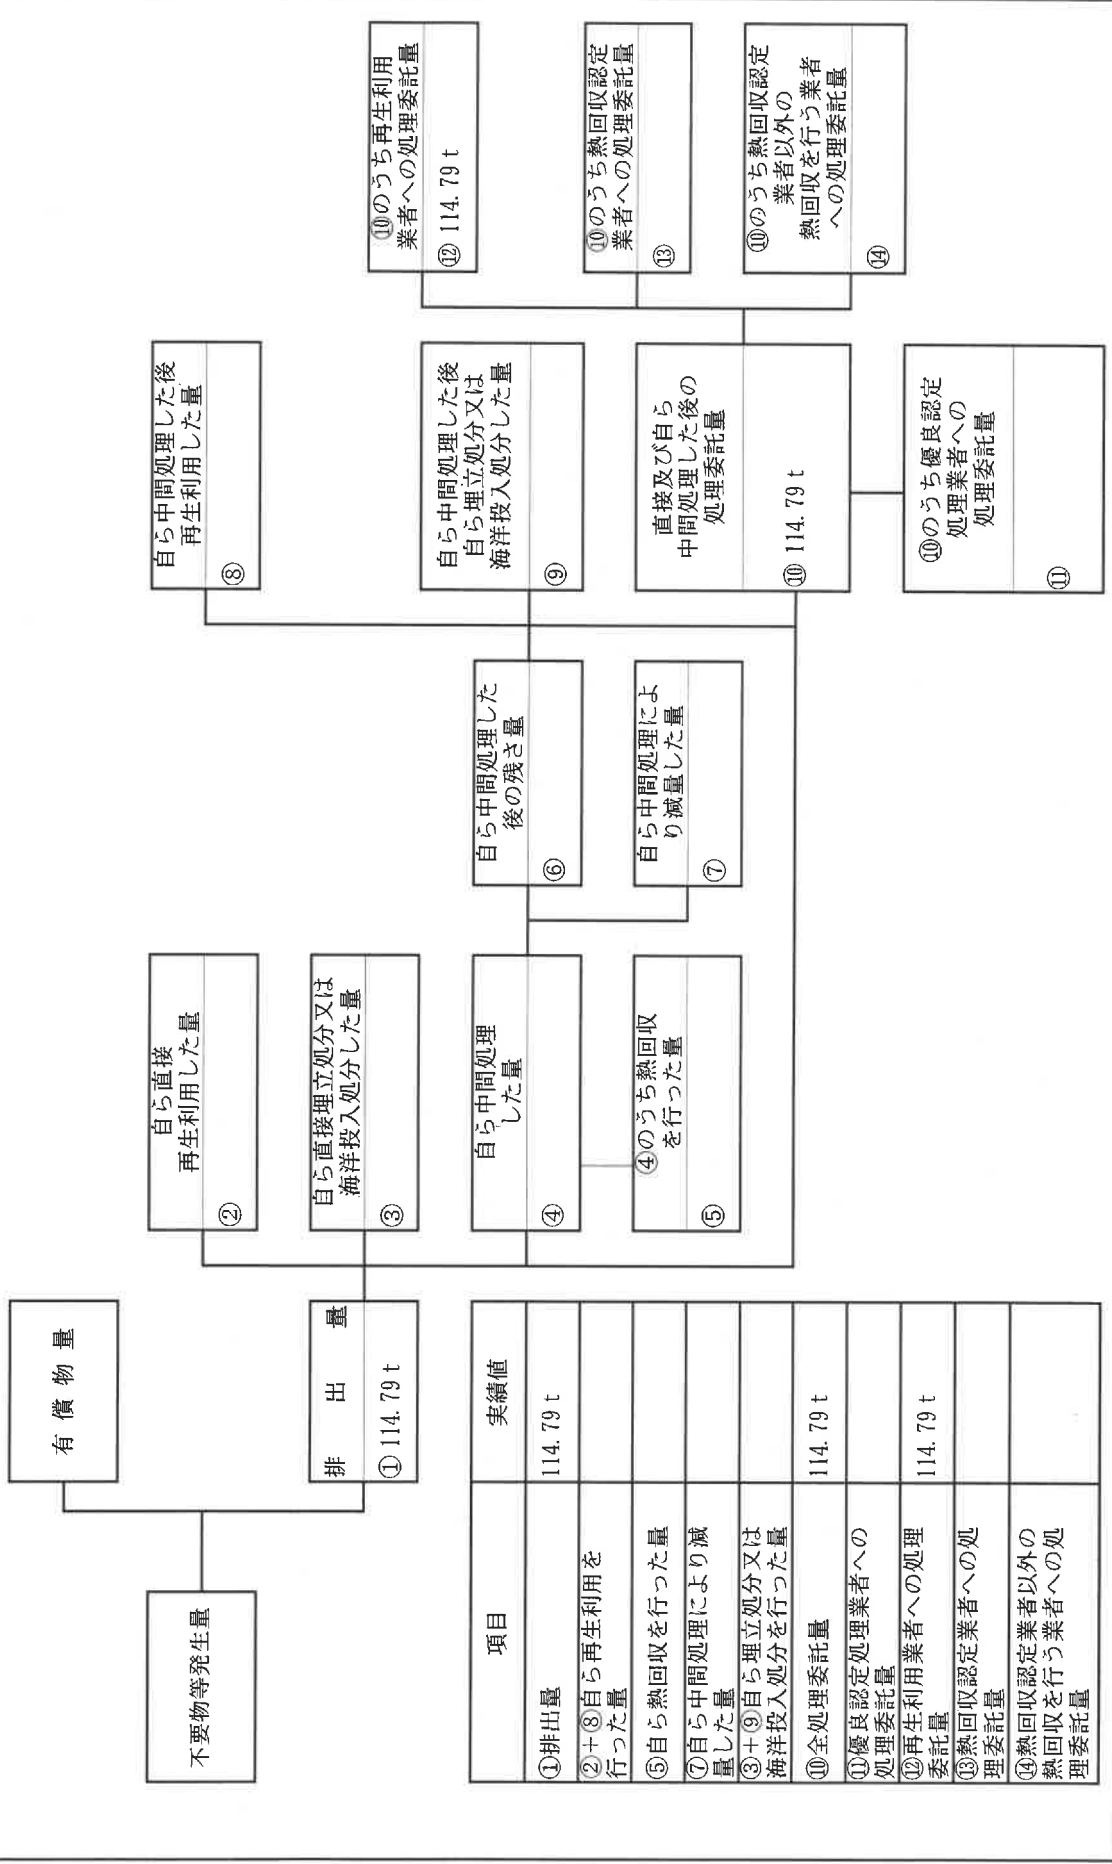 不要物等発生量
有償物量
排出量
① 114.79 t
自ら直接
再生利用した量
②
自ら直接埋立処分又は
海洋投入処分した量
③
自ら中間処理
した量
④
④のうち熱回収
を行った量
⑤
自ら中間処理した
後の残さ量
⑥
自ら中間処理によ
り減量した量
⑦
自ら中間処理した後
再生利用した量
⑧
自ら中間処理した後
自ら埋立処分又は
海洋投入処分した量
⑨
直接及び自ら
中間処理した後の
処理委託量
⑩ 114.79 t
⑩のうち優良認定
処理業者への
処理委託量
⑪
⑩のうち再生利用
業者への処理委託量
⑫ 114.79 t
⑩のうち熱回収認定
業者への処理委託量
⑬
⑩のうち熱回収認定
業者以外の
熱回収を行う業者
への処理委託量
⑭
項目 実績値
①排出量 114.79 t
②+⑧自ら再生利用を
行った量
⑤自ら熱回収を行った量
⑦自ら中間処理により減
量した量
③+⑨自ら埋立処分又は
海洋投入処分を行った量
⑩全処理委託量 114.79 t
⑪優良認定処理業者への
処理委託量
⑫再生利用業者への処理
委託量 114.79 t
⑬熱回収認定業者への処
理委託量
⑭熱回収認定業者以外の
熱回収を行う業者への処
理委託量